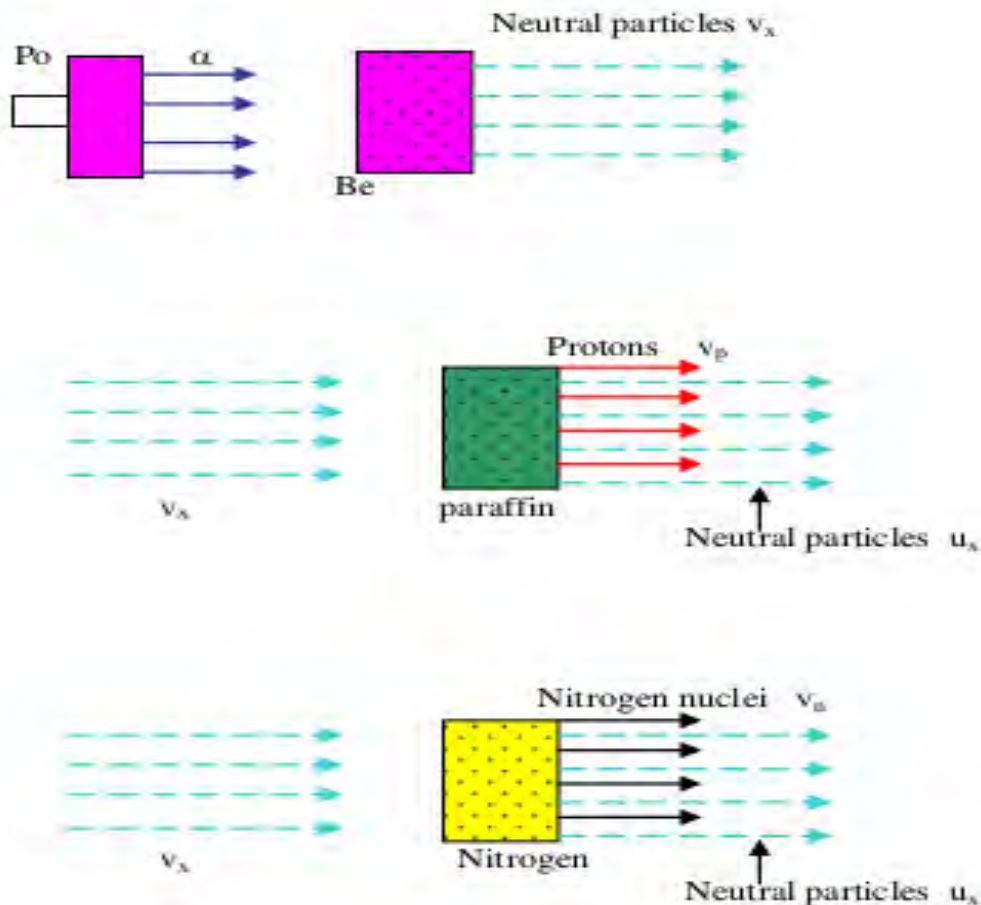 Neutral particles vₓ
Po
α
Be
Protons vₚ
vₓ
paraffin
Neutral particles uₓ
Nitrogen nuclei vₙ
vₓ
Nitrogen
Neutral particles uₓ